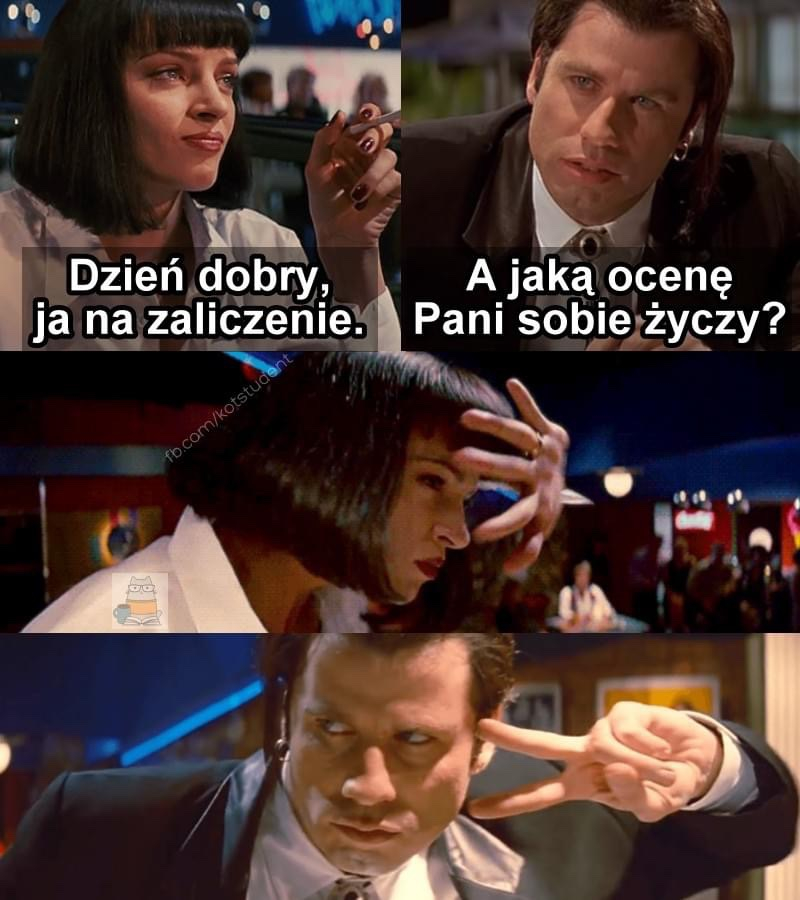 Dzień dobry,
ja na zaliczenie.
A jaką ocenę
Pani sobie życzy?
fb.com/kotstudent